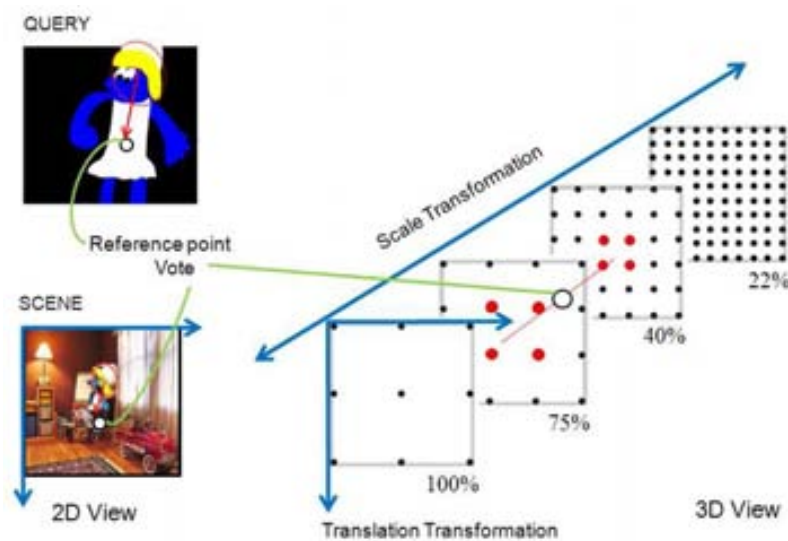 QUERY
Scale Transformation
Reference point
Vote
22%
SCENE
40%
75%
100%
2D View
3D View
Translation Transformation